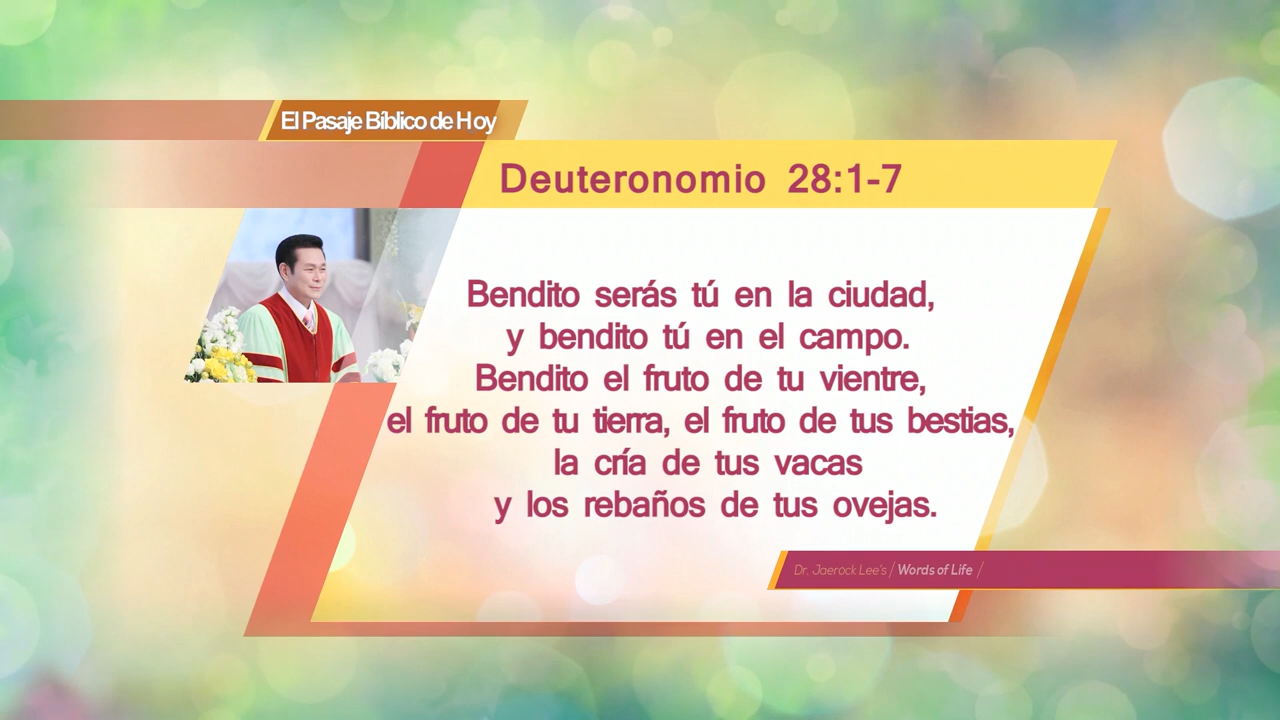 El Pasaje Bíblico de Hoy
Deuteronomio 28:1-7
Bendito serás tú en la ciudad,
y bendito tú en el campo.
Bendito el fruto de tu vientre,
el fruto de tu tierra, el fruto de tus bestias,
la cría de tus vacas
y los rebaños de tus ovejas.
Dr. Jaerock Lee's / Words of Life /